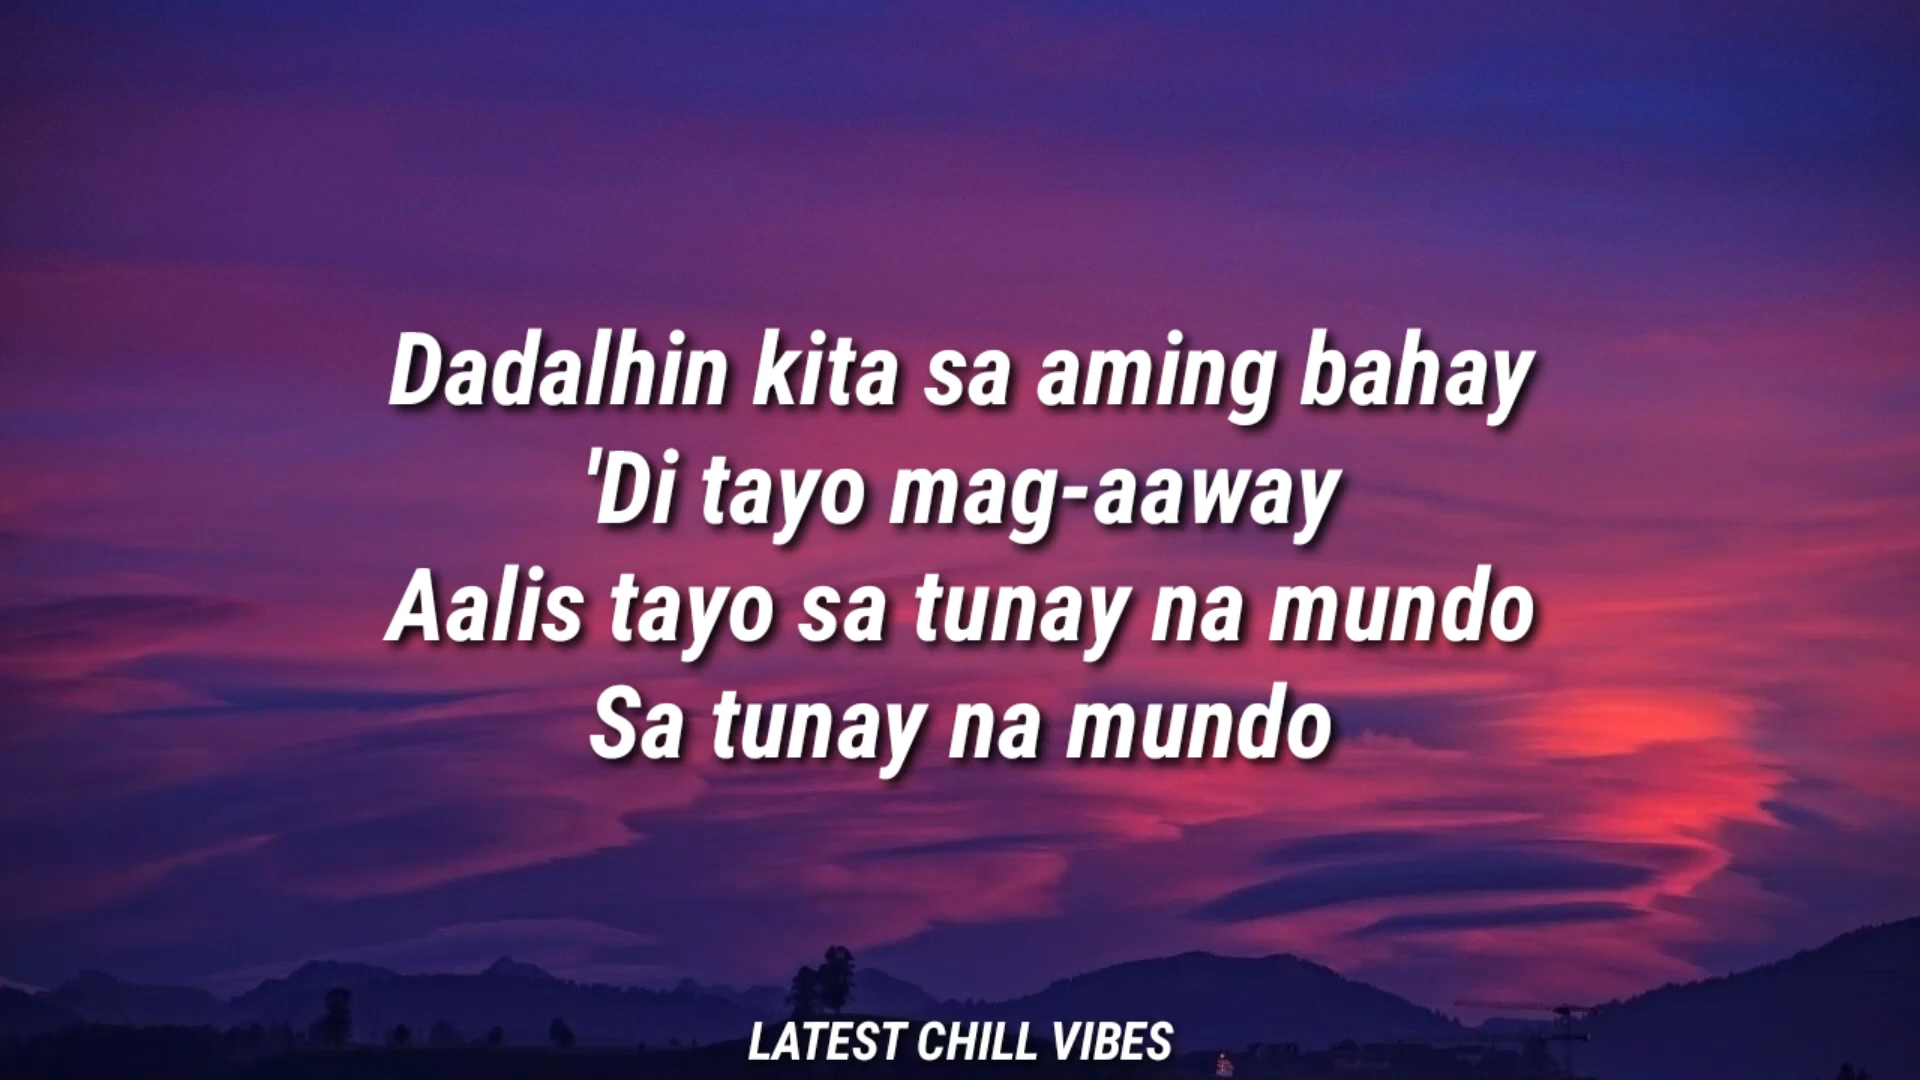 Dadalhin kita sa aming bahay
'Di tayo mag-aaway
Aalis tayo sa tunay na mundo
Sa tunay na mundo
LATEST CHILL VIBES